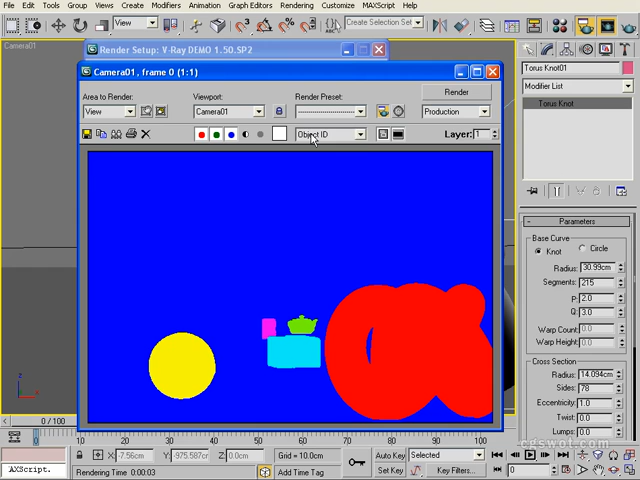 File Edit Tools Group Views Create Modifiers Animation Graph Editors Rendering Customize MAXScript Help
View
Create Selection Set
Camera01
Render Setup: V-Ray DEMO 1.50.SP2
Camera01, frame 0 (1:1)
Area to Render:
View
Viewport:
Camera01
Render Preset:
Render
Production
Object ID
Layer: 1
Torus Knot01
Modifier List
Torus Knot
Parameters
Base Curve
Knot Circle
Radius: 30.99cm
Segments: 215
P: 2.0
Q: 3.0
Warp Count: 0.0
Warp Height: 0.0
Cross Section
Radius: 14.094cm
Sides: 78
Eccentricity: 1.0
Twist: 0.0
Lumps: 0.0
z
x
0 / 100
10 20 30 40 50 60 70 80 90 100
cgswot.com
X: -7.56cm Y: -975.587cm Z: 0.0cm Grid = 10.0cm
Auto Key Selected
AXScript.
Rendering Time 0:00:03
Add Time Tag
Set Key Key Filters...
0